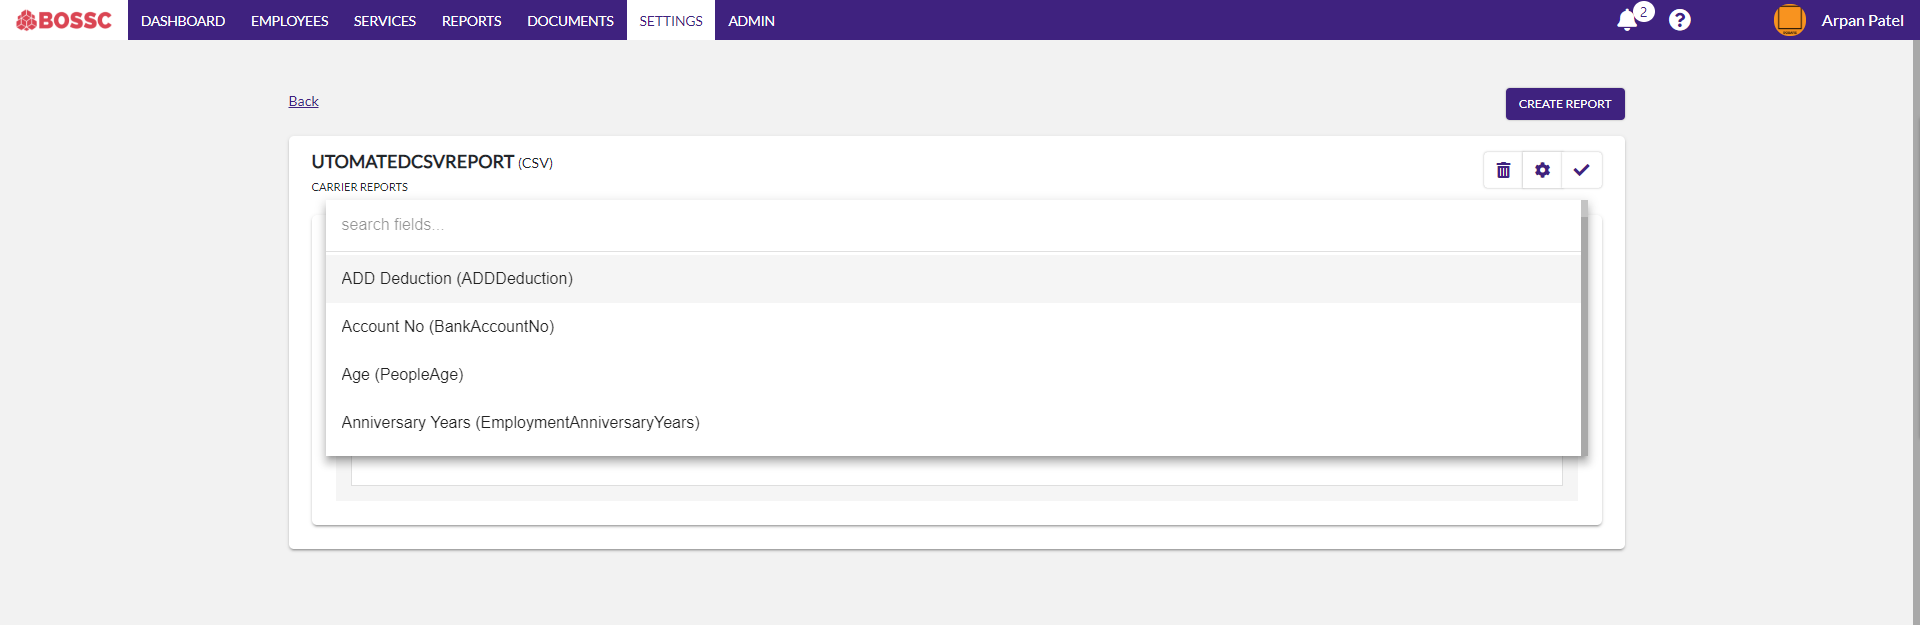 BOSSC DASHBOARD EMPLOYEES SERVICES REPORTS DOCUMENTS SETTINGS ADMIN 2 ? Arpan Patel
Back CREATE REPORT
UTOMATEDCSVREPORT (CSV)
CARRIER REPORTS
search fields...
ADD Deduction (ADDDeduction)
Account No (BankAccountNo)
Age (PeopleAge)
Anniversary Years (EmploymentAnniversaryYears)